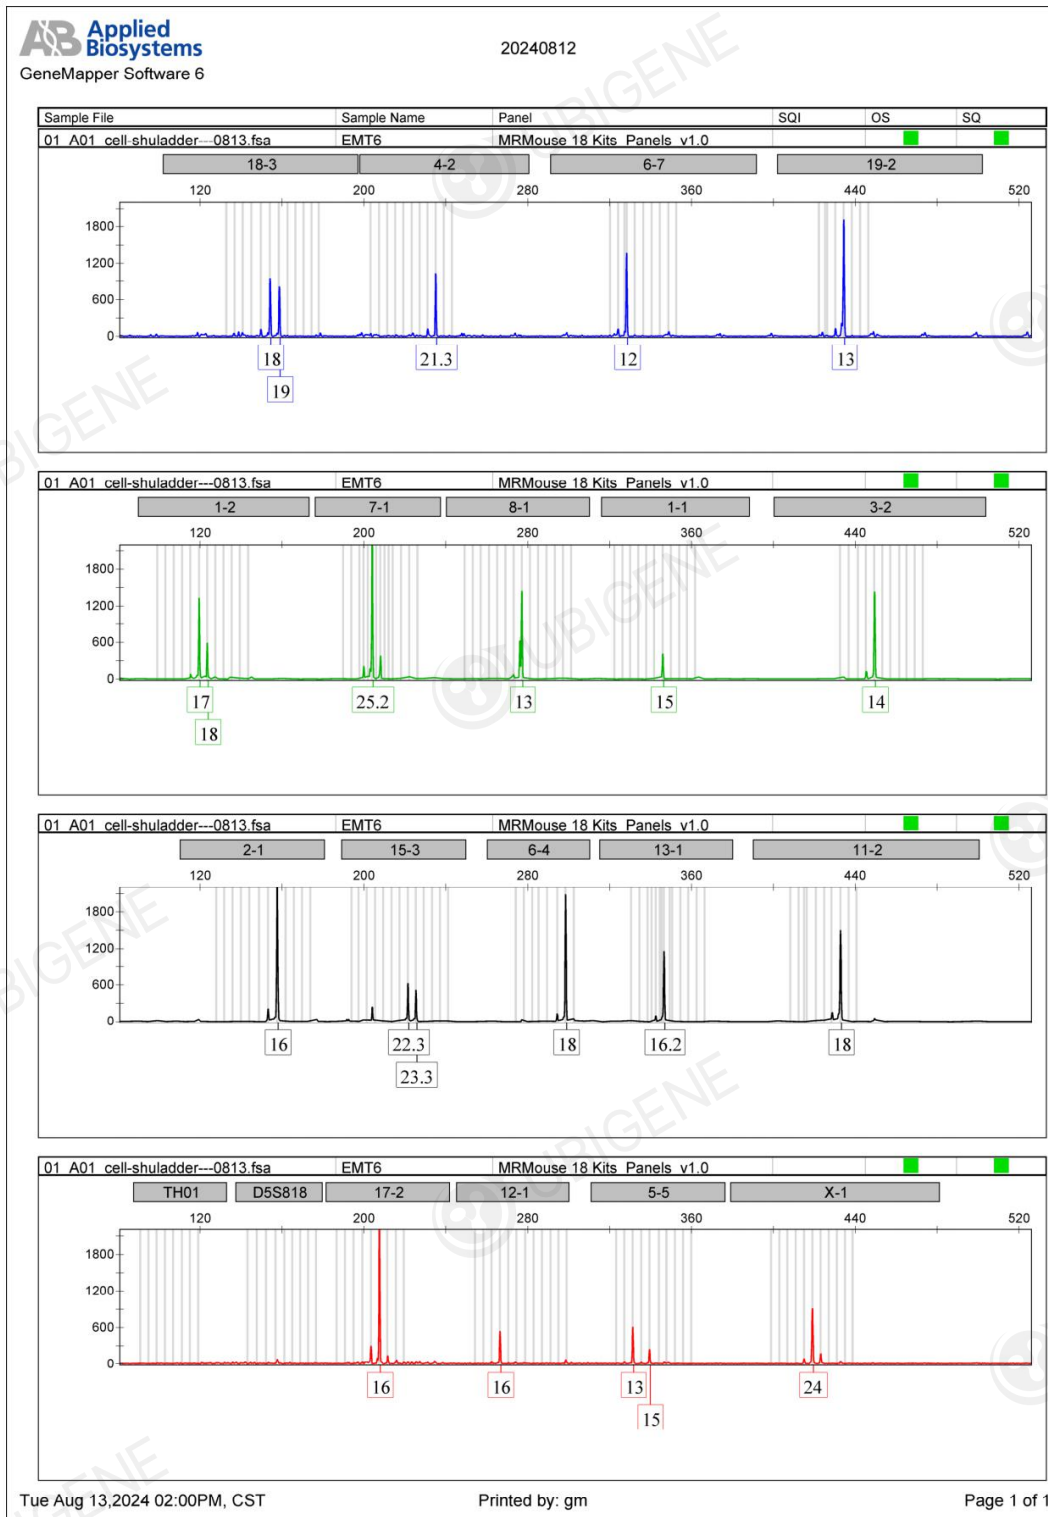 AB Applied
Biosystems
GeneMapper Software 6
20240812
Sample File Sample Name Panel SQI OS SQ
01_A01_cell-shuladder---0813.fsa EMT6 MRMouse 18 Kits_Panels_v1.0
18-3 4-2 6-7 19-2
120 200 280 360 440 520
1800
1200
600
0
18 21.3 12 13
19
01_A01_cell-shuladder---0813.fsa EMT6 MRMouse 18 Kits_Panels_v1.0
1-2 7-1 8-1 1-1 3-2
120 200 280 360 440 520
1800
1200
600
0
17 25.2 13 15 14
18
01_A01_cell-shuladder---0813.fsa EMT6 MRMouse 18 Kits_Panels_v1.0
2-1 15-3 6-4 13-1 11-2
120 200 280 360 440 520
1800
1200
600
0
16 22.3 18 16.2 18
23.3
01_A01_cell-shuladder---0813.fsa EMT6 MRMouse 18 Kits_Panels_v1.0
TH01 D5S818 17-2 12-1 5-5 X-1
120 200 280 360 440 520
1800
1200
600
0
16 16 13 24
15
Tue Aug 13,2024 02:00PM, CST Printed by: gm Page 1 of 1
UBIGENE
UBIGENE
UBIGENE
UBIGENE
UBIGENE